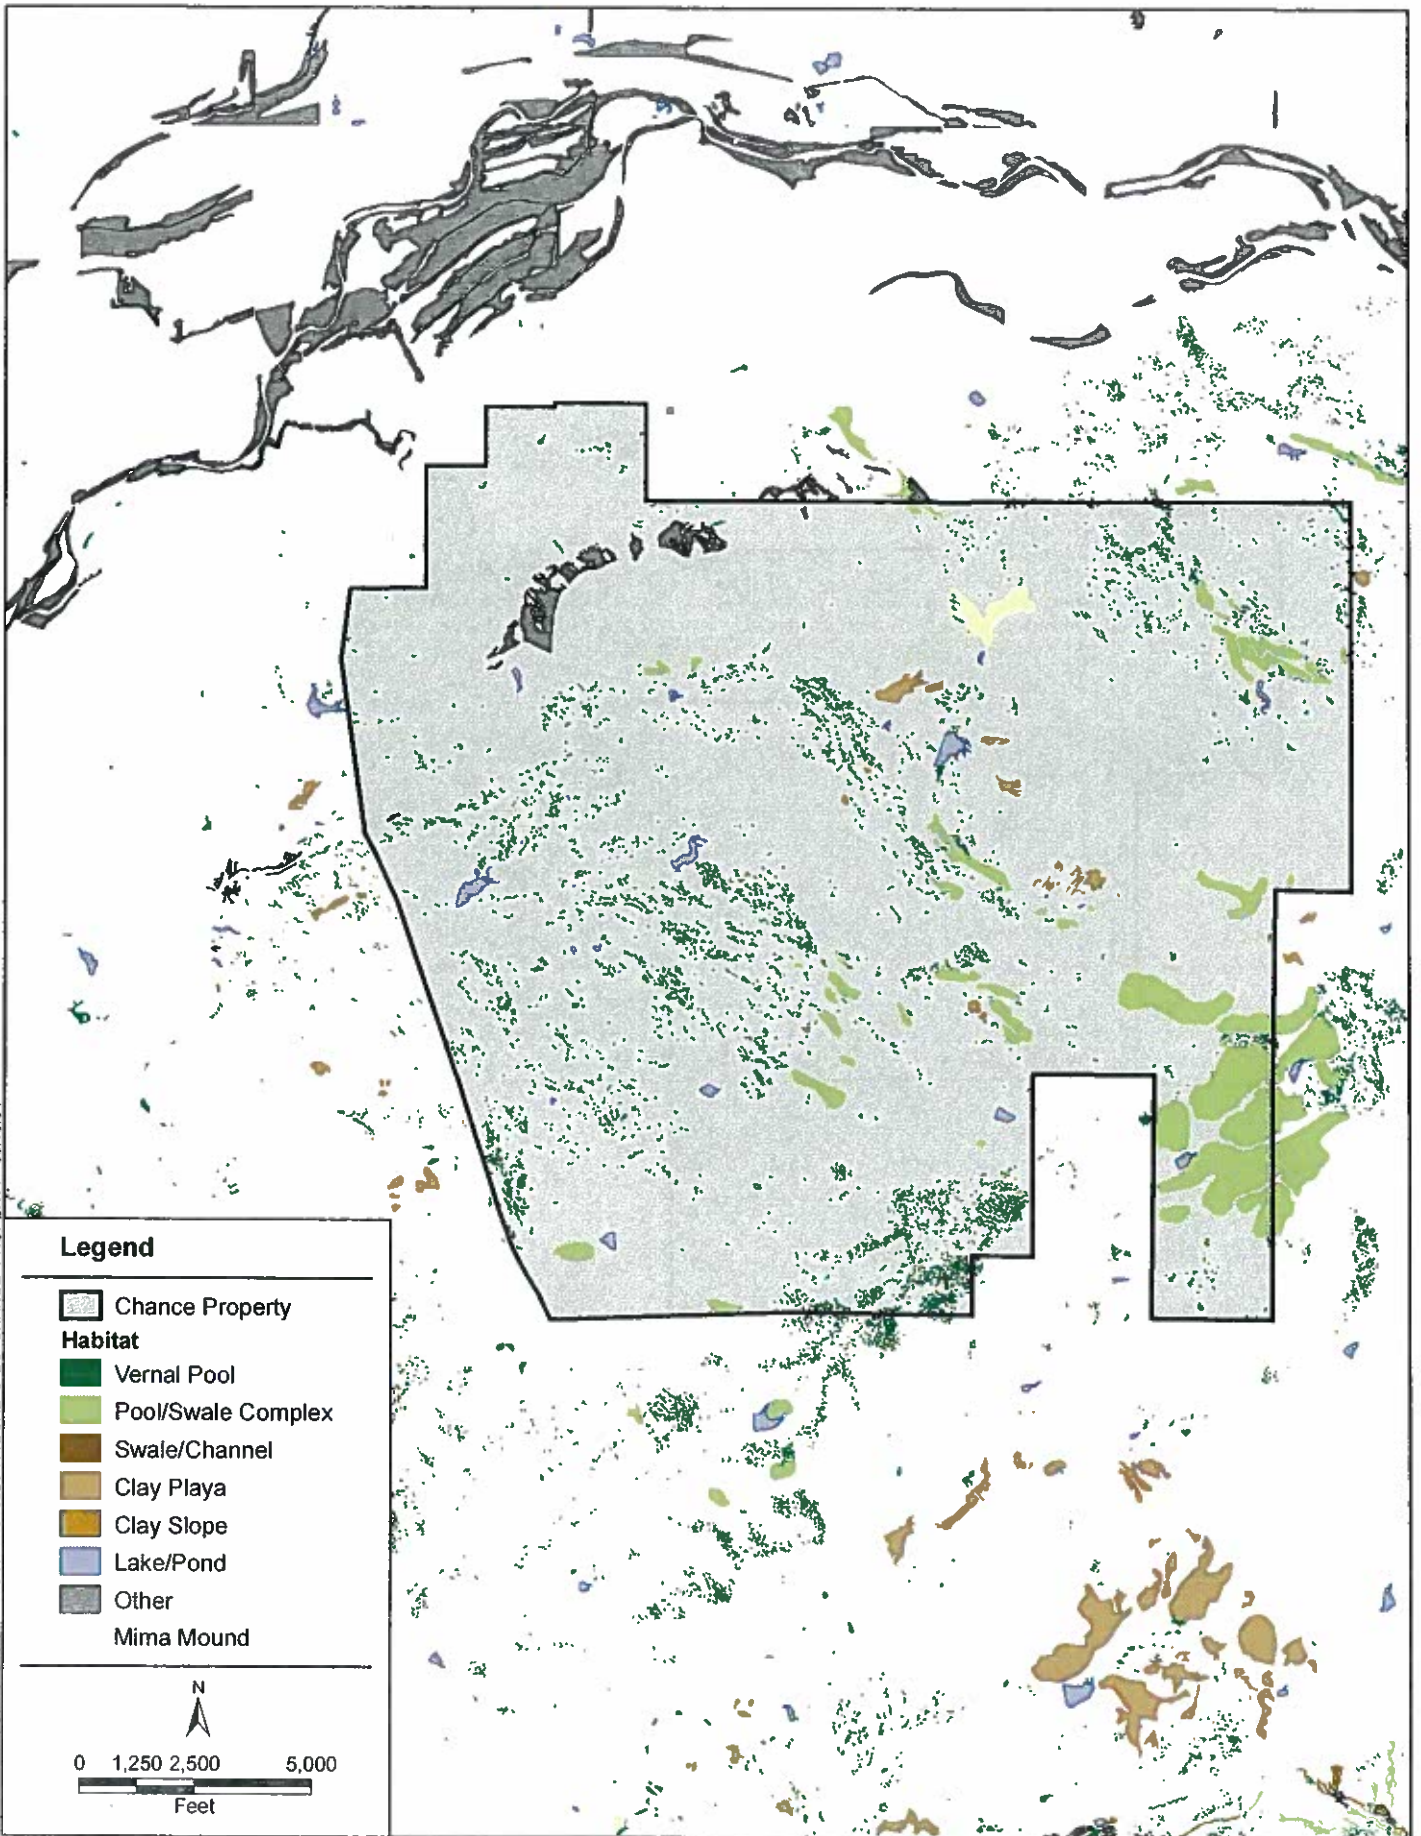 Legend
Chance Property
Habitat
Vernal Pool
Pool/Swale Complex
Swale/Channel
Clay Playa
Clay Slope
Lake/Pond
Other
Mima Mound
N
0 1,250 2,500 5,000
Feet